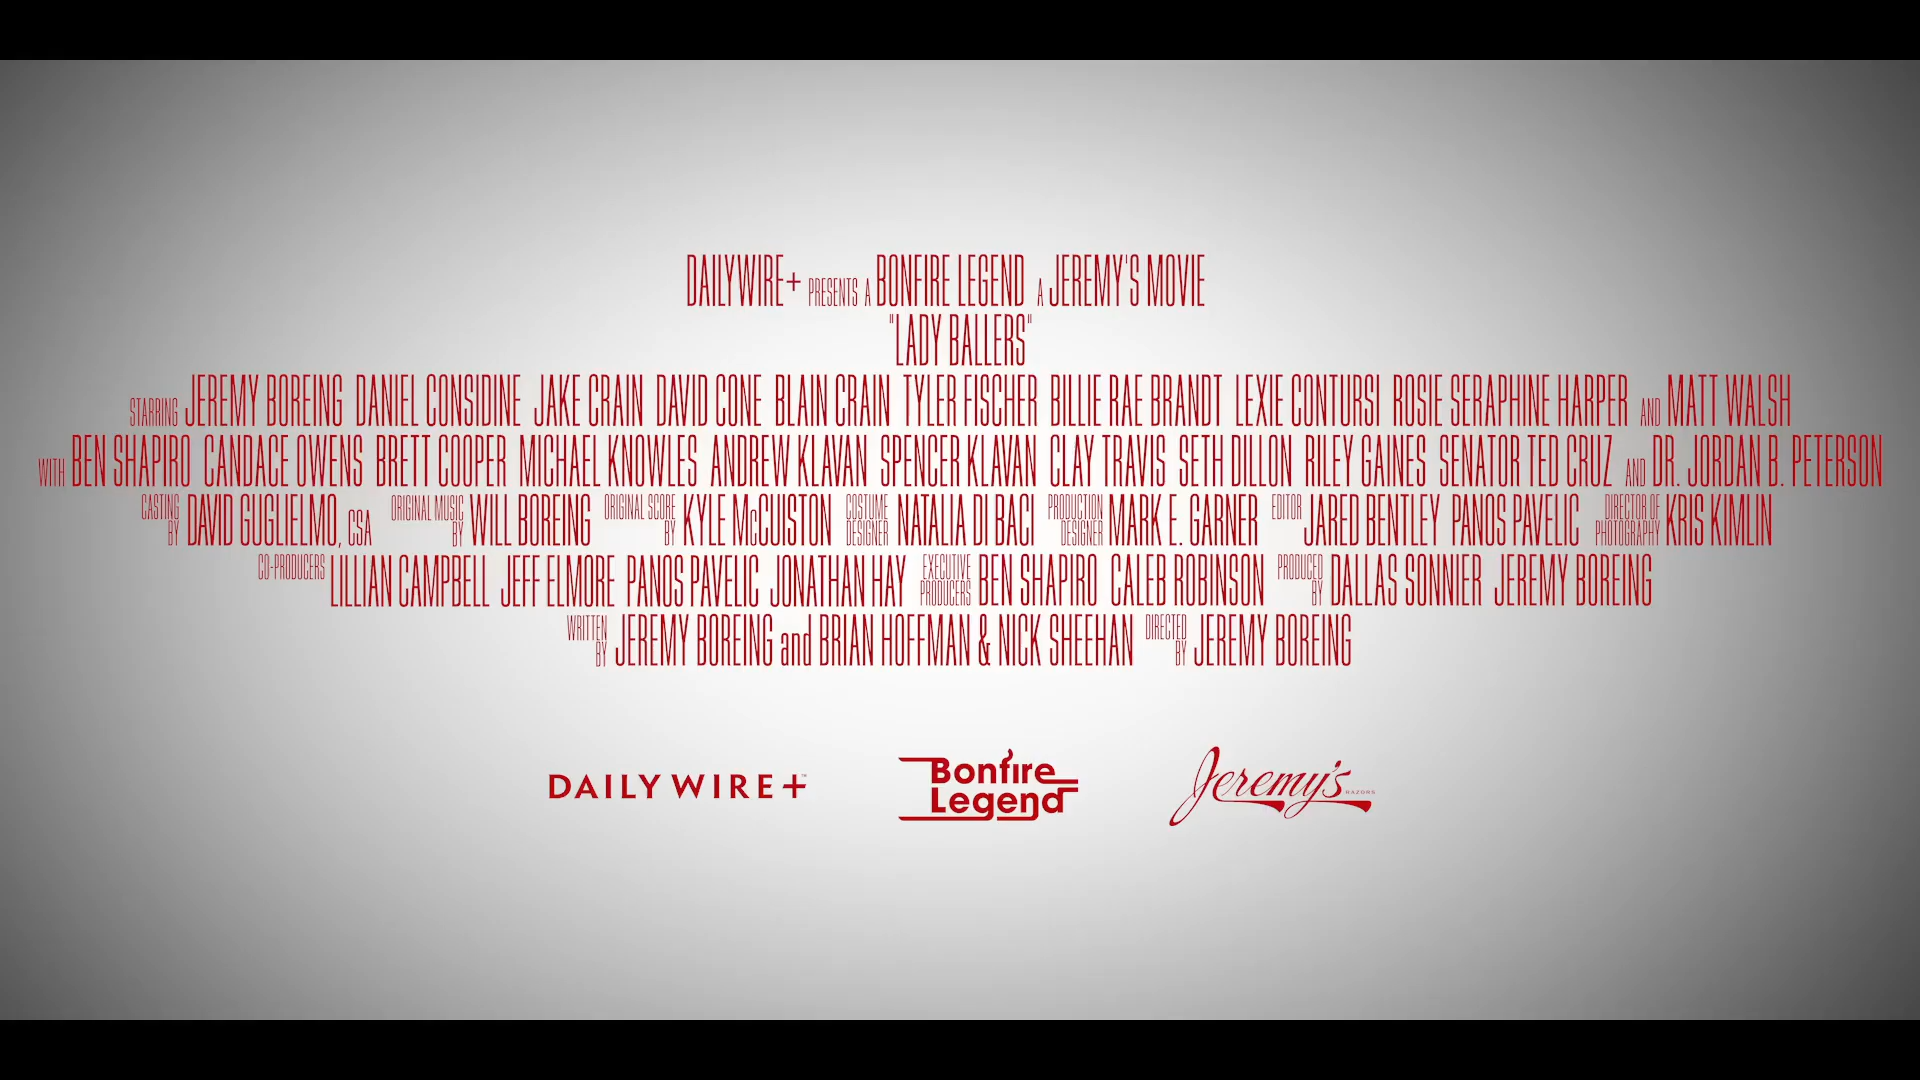 DAILYWIRE+ PRESENTS A BONFIRE LEGEND A JEREMY'S MOVIE
"LADY BALLERS"
STARRING JEREMY BOREING DANIEL CONSIDINE JAKE CRAIN DAVID CONE BLAIN CRAIN TYLER FISCHER BILLIE RAE BRANDT LEXIE CONTURSI ROSIE SERAPHINE HARPER AND MATT WALSH
WITH BEN SHAPIRO CANDACE OWENS BRETT COOPER MICHAEL KNOWLES ANDREW KLAVAN SPENCER KLAVAN CLAY TRAVIS SETH DILLON RILEY GAINES SENATOR TED CRUZ AND DR. JORDAN B. PETERSON
CASTING BY DAVID GUGLIELMO, CSA ORIGINAL MUSIC BY WILL BOREING ORIGINAL SCORE BY KYLE McCUISTON COSTUME DESIGNER NATALIA DI BACI PRODUCTION DESIGNER MARK E. GARNER EDITOR JARED BENTLEY PANOS PAVELIC DIRECTOR OF PHOTOGRAPHY KRIS KIMLIN
CO-PRODUCERS LILLIAN CAMPBELL JEFF ELMORE PANOS PAVELIC JONATHAN HAY EXECUTIVE PRODUCERS BEN SHAPIRO CALEB ROBINSON PRODUCED BY DALLAS SONNIER JEREMY BOREING
WRITTEN BY JEREMY BOREING and BRIAN HOFFMAN & NICK SHEEHAN DIRECTED BY JEREMY BOREING
DAILY WIRE+™
Bonfire
Legend
Jeremy's RAZORS